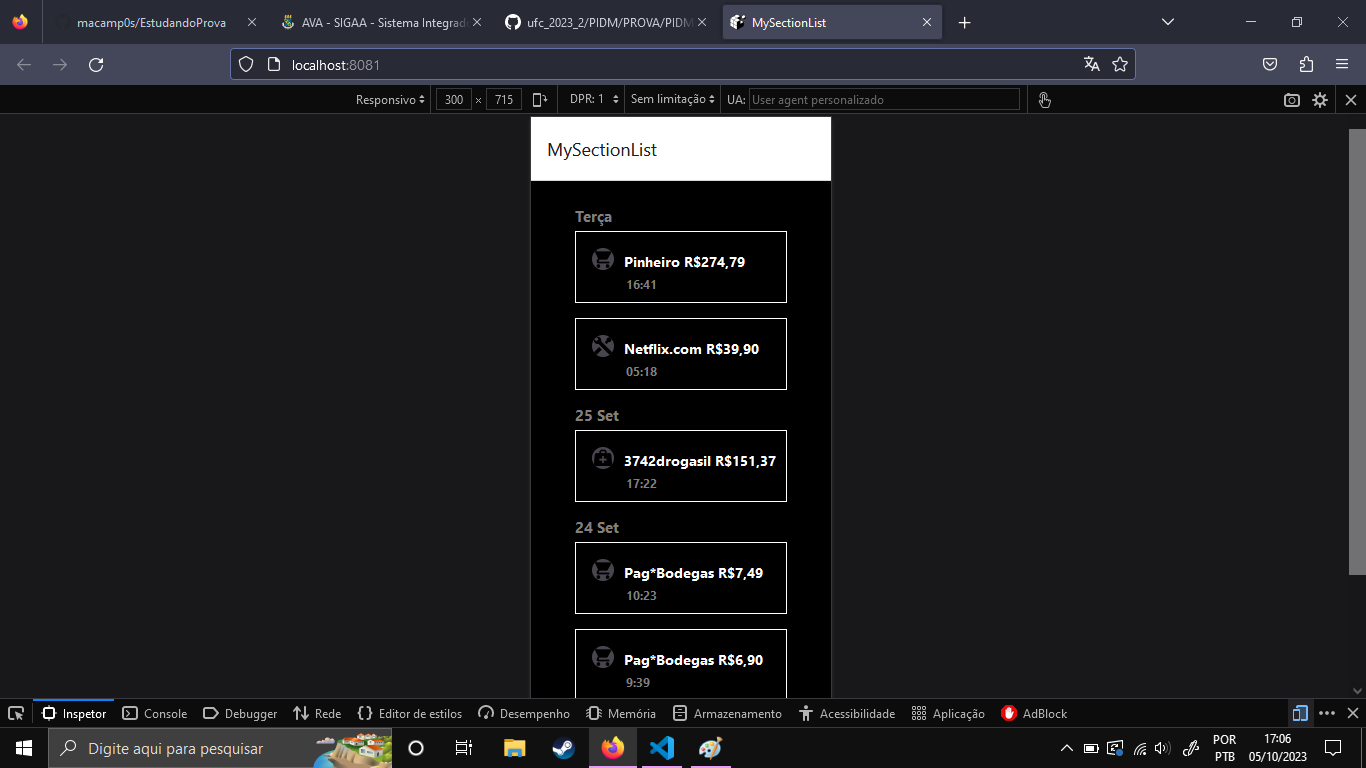 macamp0s/EstudandoProva
AVA - SIGAA - Sistema Integrad
ufc_2023_2/PIDM/PROVA/PIDM
MySectionList
localhost:8081
Responsivo
300 × 715
DPR: 1
Sem limitação
UA: User agent personalizado
MySectionList
Terça
Pinheiro R$274,79
16:41
Netflix.com R$39,90
05:18
25 Set
3742drogasil R$151,37
17:22
24 Set
Pag*Bodegas R$7,49
10:23
Pag*Bodegas R$6,90
9:39
Inspetor
Console
Debugger
Rede
Editor de estilos
Desempenho
Memória
Armazenamento
Acessibilidade
Aplicação
AdBlock
Digite aqui para pesquisar
POR
PTB
17:06
05/10/2023